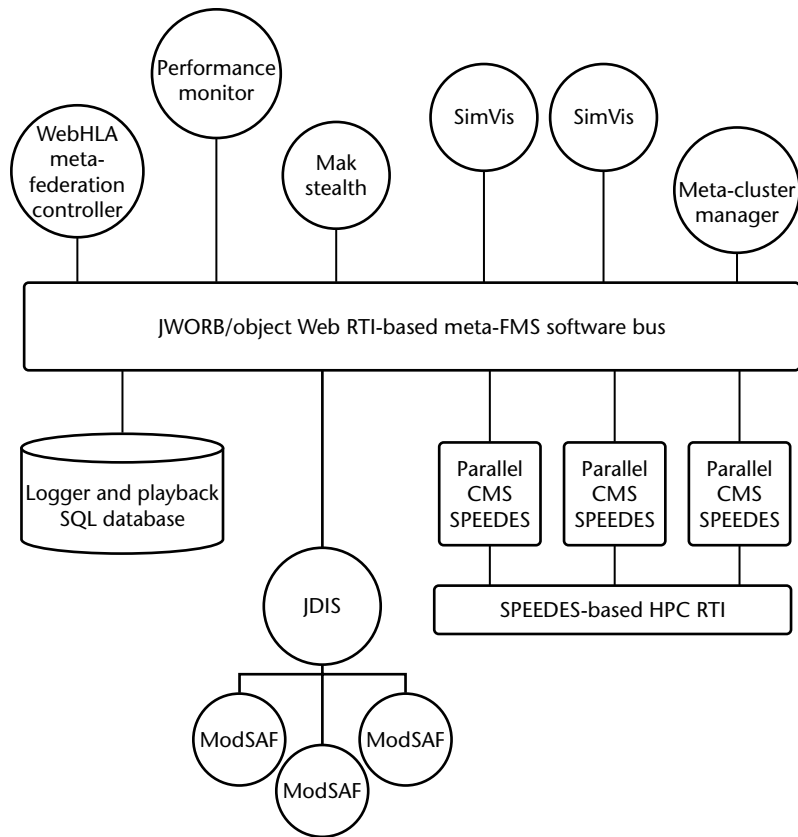 Performance
monitor
WebHLA
meta-
federation
controller
Mak
stealth
SimVis
SimVis
Meta-cluster
manager
JWORB/object Web RTI-based meta-FMS software bus
Logger and playback
SQL database
Parallel
CMS
SPEEDES
Parallel
CMS
SPEEDES
Parallel
CMS
SPEEDES
JDIS
SPEEDES-based HPC RTI
ModSAF
ModSAF
ModSAF